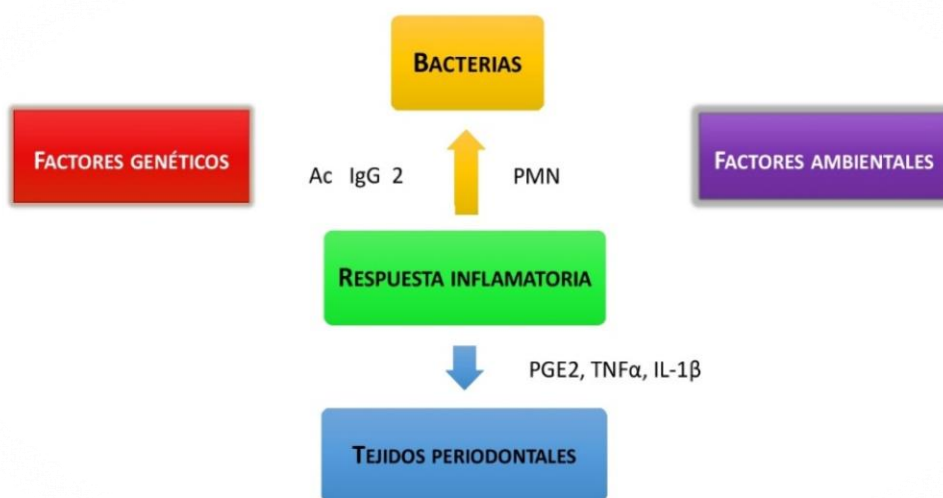 BACTERIAS
FACTORES GENÉTICOS
FACTORES AMBIENTALES
Ac IgG 2
PMN
RESPUESTA INFLAMATORIA
PGE2, TNFα, IL-1β
TEJIDOS PERIODONTALES